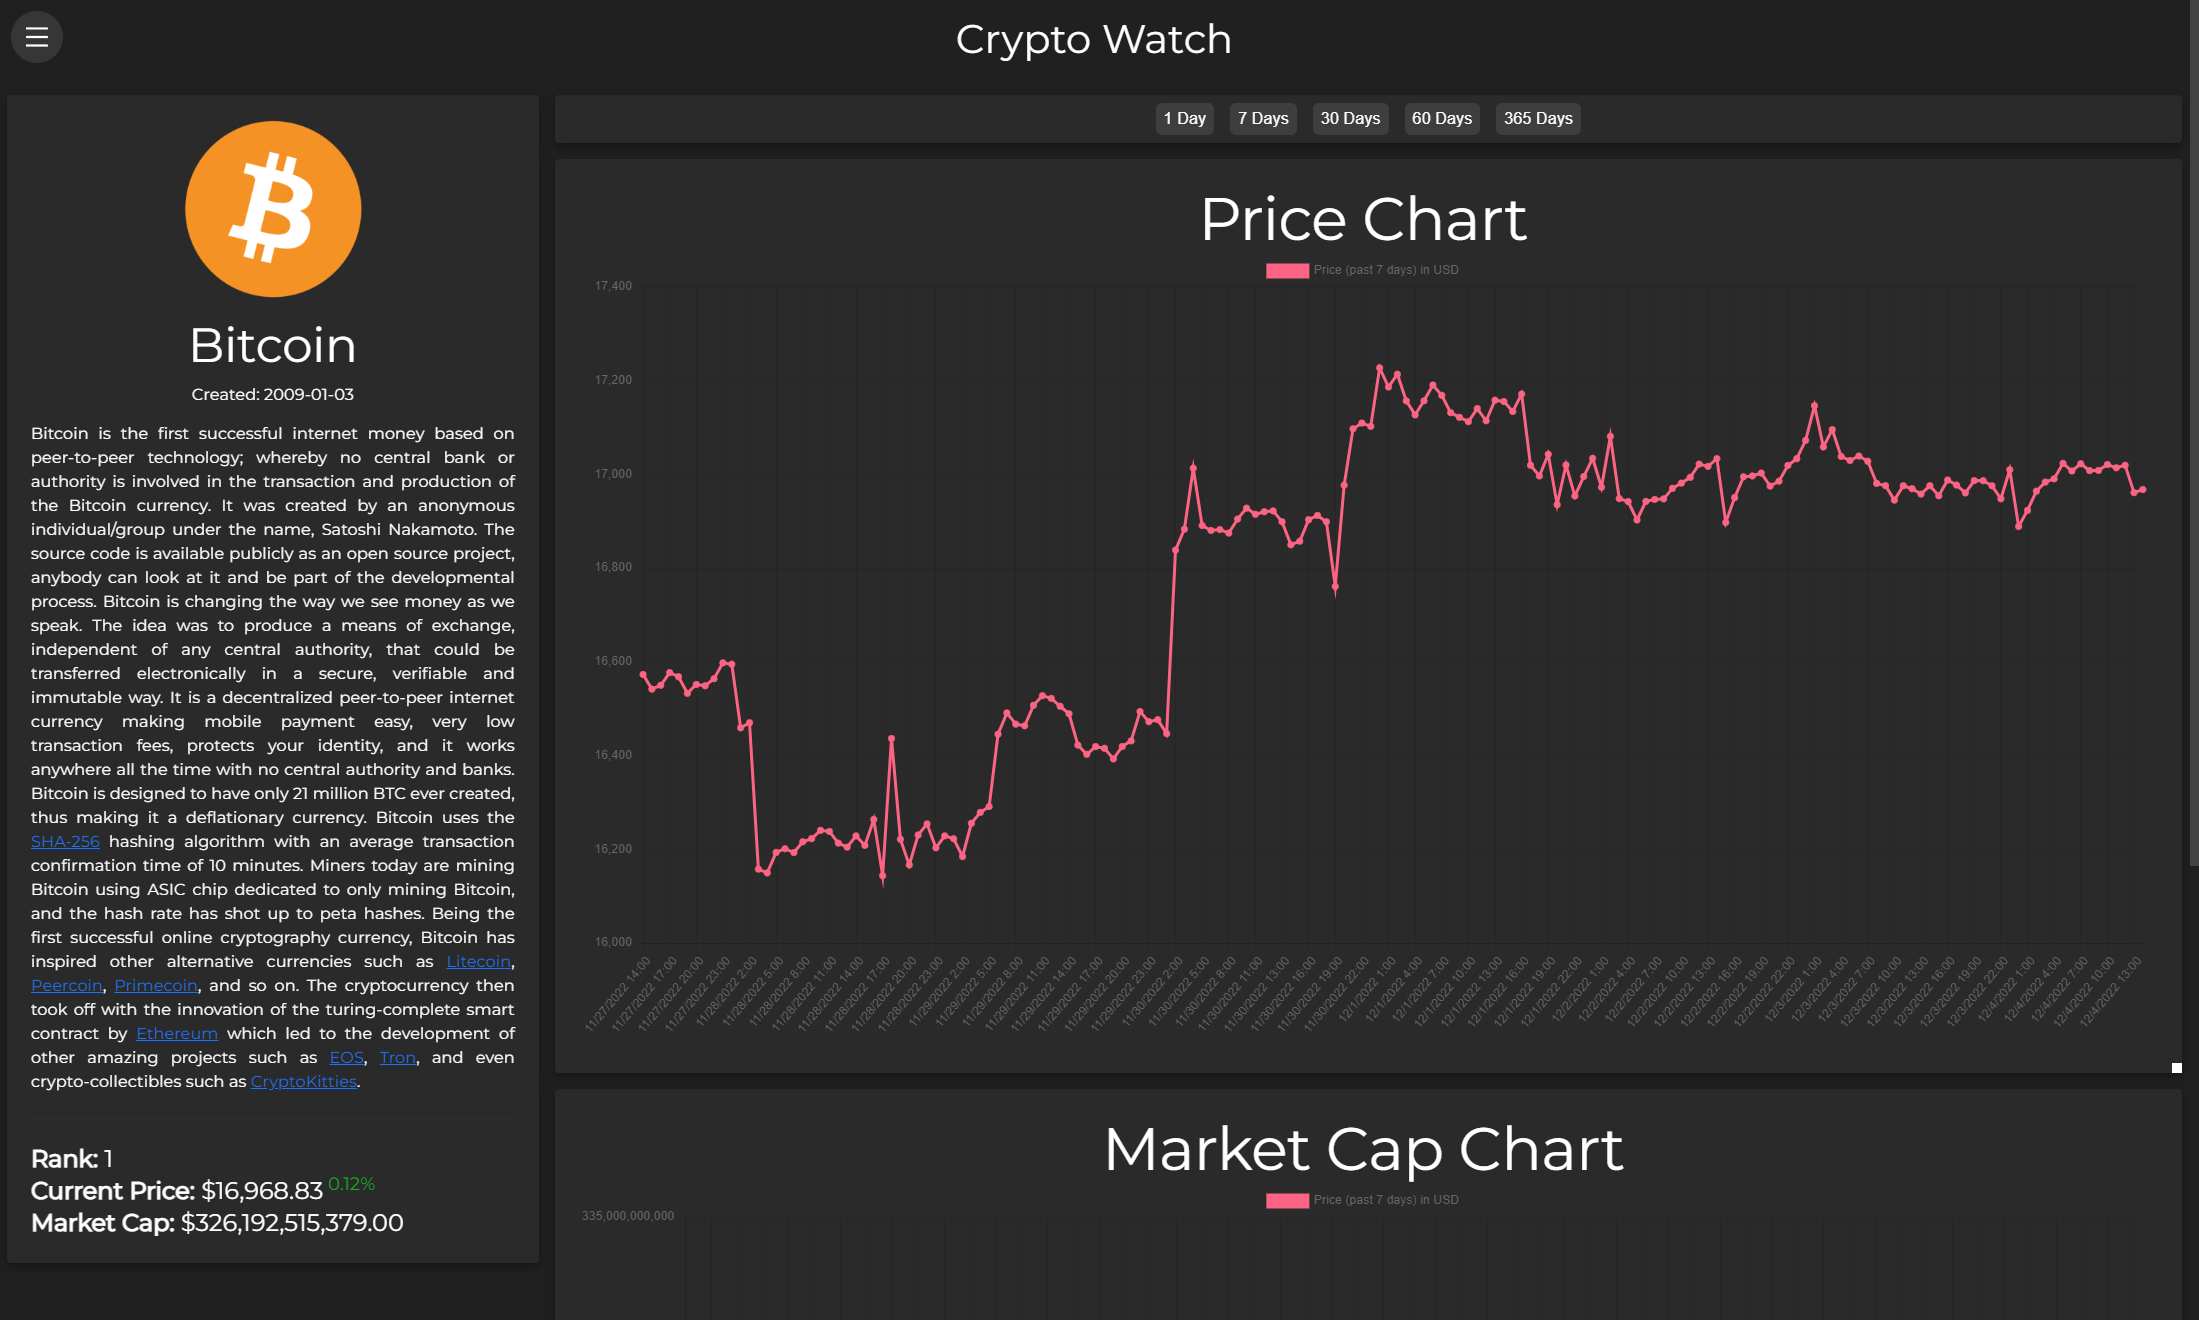 Crypto Watch
Bitcoin
Created: 2009-01-03
Bitcoin is the first successful internet money based on
peer-to-peer technology; whereby no central bank or
authority is involved in the transaction and production of
the Bitcoin currency. It was created by an anonymous
individual/group under the name, Satoshi Nakamoto. The
source code is available publicly as an open source project,
anybody can look at it and be part of the developmental
process. Bitcoin is changing the way we see money as we
speak. The idea was to produce a means of exchange,
independent of any central authority, that could be
transferred electronically in a secure, verifiable and
immutable way. It is a decentralized peer-to-peer internet
currency making mobile payment easy, very low
transaction fees, protects your identity, and it works
anywhere all the time with no central authority and banks.
Bitcoin is designed to have only 21 million BTC ever created,
thus making it a deflationary currency. Bitcoin uses the
SHA-256 hashing algorithm with an average transaction
confirmation time of 10 minutes. Miners today are mining
Bitcoin using ASIC chip dedicated to only mining Bitcoin,
and the hash rate has shot up to peta hashes. Being the
first successful online cryptography currency, Bitcoin has
inspired other alternative currencies such as Litecoin,
Peercoin, Primecoin, and so on. The cryptocurrency then
took off with the innovation of the turing-complete smart
contract by Ethereum which led to the development of
other amazing projects such as EOS, Tron, and even
crypto-collectibles such as CryptoKitties.
Rank: 1
Current Price: $16,968.83 0.12%
Market Cap: $326,192,515,379.00
1 Day 7 Days 30 Days 60 Days 365 Days
Price Chart
Price (past 7 days) in USD
17,400
17,200
17,000
16,800
16,600
16,400
16,200
16,000
11/27/2022 14:00
11/27/2022 17:00
11/27/2022 20:00
11/27/2022 23:00
11/28/2022 2:00
11/28/2022 5:00
11/28/2022 8:00
11/28/2022 11:00
11/28/2022 14:00
11/28/2022 17:00
11/28/2022 20:00
11/28/2022 23:00
11/29/2022 2:00
11/29/2022 5:00
11/29/2022 8:00
11/29/2022 11:00
11/29/2022 14:00
11/29/2022 17:00
11/29/2022 20:00
11/29/2022 23:00
11/30/2022 2:00
11/30/2022 5:00
11/30/2022 8:00
11/30/2022 11:00
11/30/2022 13:00
11/30/2022 16:00
11/30/2022 19:00
11/30/2022 22:00
12/1/2022 1:00
12/1/2022 4:00
12/1/2022 7:00
12/1/2022 10:00
12/1/2022 13:00
12/1/2022 16:00
12/1/2022 19:00
12/1/2022 22:00
12/2/2022 1:00
12/2/2022 4:00
12/2/2022 7:00
12/2/2022 10:00
12/2/2022 13:00
12/2/2022 16:00
12/2/2022 19:00
12/2/2022 22:00
12/3/2022 1:00
12/3/2022 4:00
12/3/2022 7:00
12/3/2022 10:00
12/3/2022 13:00
12/3/2022 16:00
12/3/2022 19:00
12/3/2022 22:00
12/4/2022 1:00
12/4/2022 4:00
12/4/2022 7:00
12/4/2022 10:00
12/4/2022 13:00
Market Cap Chart
Price (past 7 days) in USD
335,000,000,000